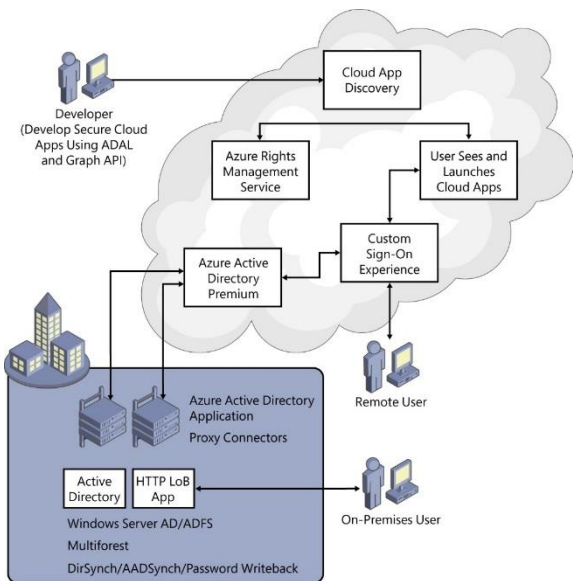 Cloud App
Discovery
Developer
(Develop Secure Cloud
Apps Using ADAL
and Graph API)
Azure Rights
Management
Service
User Sees and
Launches
Cloud Apps
Custom
Sign-On
Experience
Azure Active
Directory
Premium
Remote User
Azure Active Directory
Application
Proxy Connectors
Active
Directory
HTTP LoB
App
On-Premises User
Windows Server AD/ADFS
Multiforest
DirSynch/AADSynch/Password Writeback